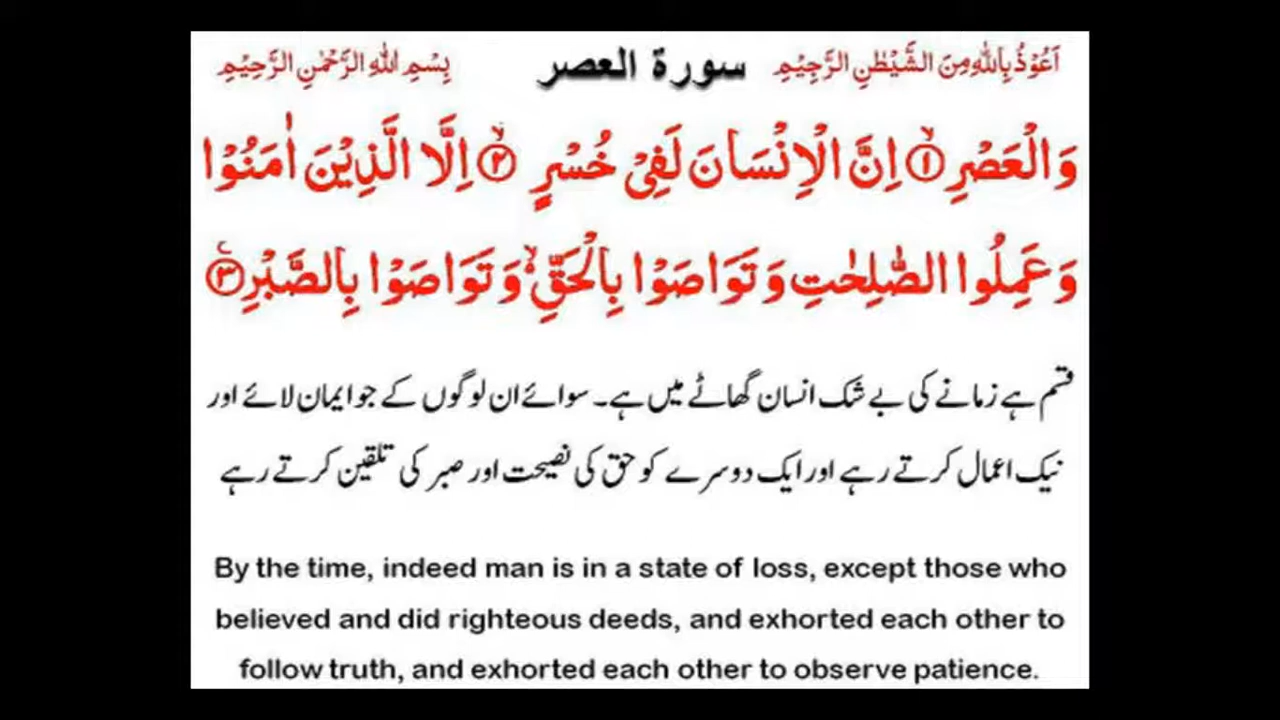 اَعُوْذُ بِاللّٰهِ مِنَ الشَّيْطٰنِ الرَّجِيْمِ سورة العصر بِسْمِ اللّٰهِ الرَّحْمٰنِ الرَّحِيْمِ
وَالْعَصْرِ ۙ﴿۱﴾ اِنَّ الْاِنْسَانَ لَفِیْ خُسْرٍ ۙ﴿۲﴾ اِلَّا الَّذِيْنَ اٰمَنُوْا
وَعَمِلُوا الصّٰلِحٰتِ وَتَوَاصَوْا بِالْحَقِّ ۬ۙ وَتَوَاصَوْا بِالصَّبْرِ ﴿۳﴾
قسم ہے زمانے کی بے شک انسان گھاٹے میں ہے۔ سوائے ان لوگوں کے جو ایمان لائے اور
نیک اعمال کرتے رہے اور ایک دوسرے کو حق کی نصیحت اور صبر کی تلقین کرتے رہے
By the time, indeed man is in a state of loss, except those who
believed and did righteous deeds, and exhorted each other to
follow truth, and exhorted each other to observe patience.